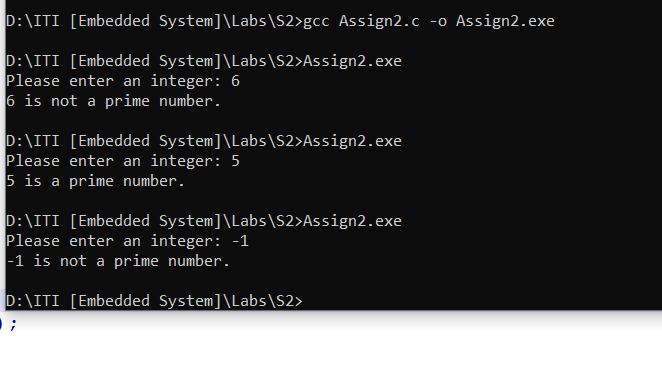 D:\ITI [Embedded System]\Labs\S2>gcc Assign2.c -o Assign2.exe
D:\ITI [Embedded System]\Labs\S2>Assign2.exe
Please enter an integer: 6
6 is not a prime number.
D:\ITI [Embedded System]\Labs\S2>Assign2.exe
Please enter an integer: 5
5 is a prime number.
D:\ITI [Embedded System]\Labs\S2>Assign2.exe
Please enter an integer: -1
-1 is not a prime number.
D:\ITI [Embedded System]\Labs\S2>
);